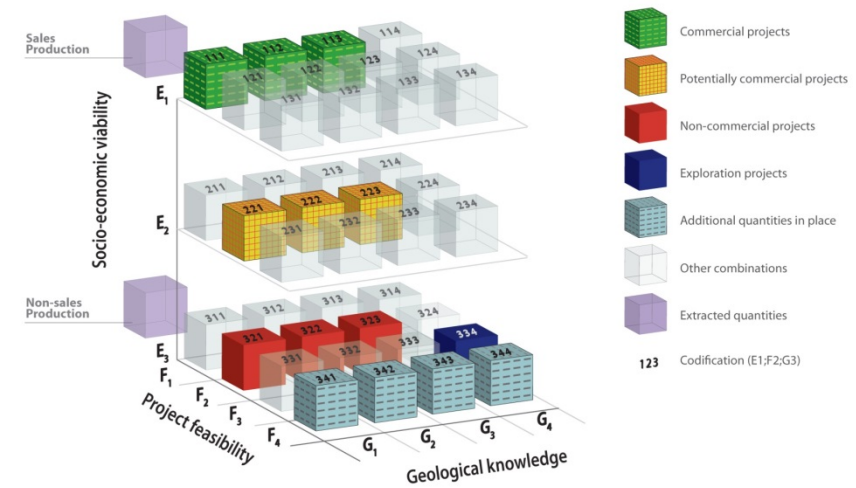 Sales
Production
Non-sales
Production
Socio-economic viability
E1
E2
E3
111
112
113
114
121
122
123
124
131
132
133
134
211
212
213
214
221
222
223
224
231
232
233
234
311
312
313
314
321
322
323
324
331
332
333
334
341
342
343
344
F1
F2
F3
F4
Project feasibility
G1
G2
G3
G4
Geological knowledge
Commercial projects
Potentially commercial projects
Non-commercial projects
Exploration projects
Additional quantities in place
Other combinations
Extracted quantities
123 Codification (E1;F2;G3)